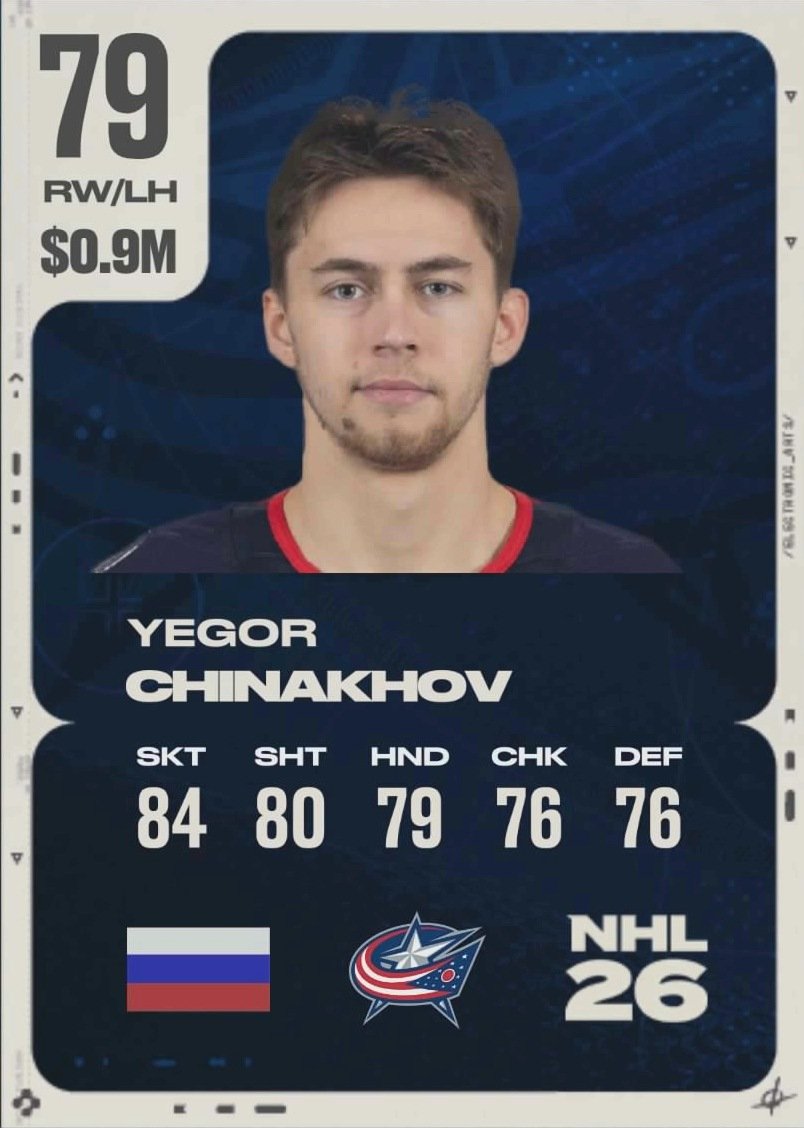 79
RW/LH
$0.9M
YEGOR
CHINAKHOV
SKT SHT HND CHK DEF
84 80 79 76 76
NHL
26
/ELECTRONIC_ARTS/